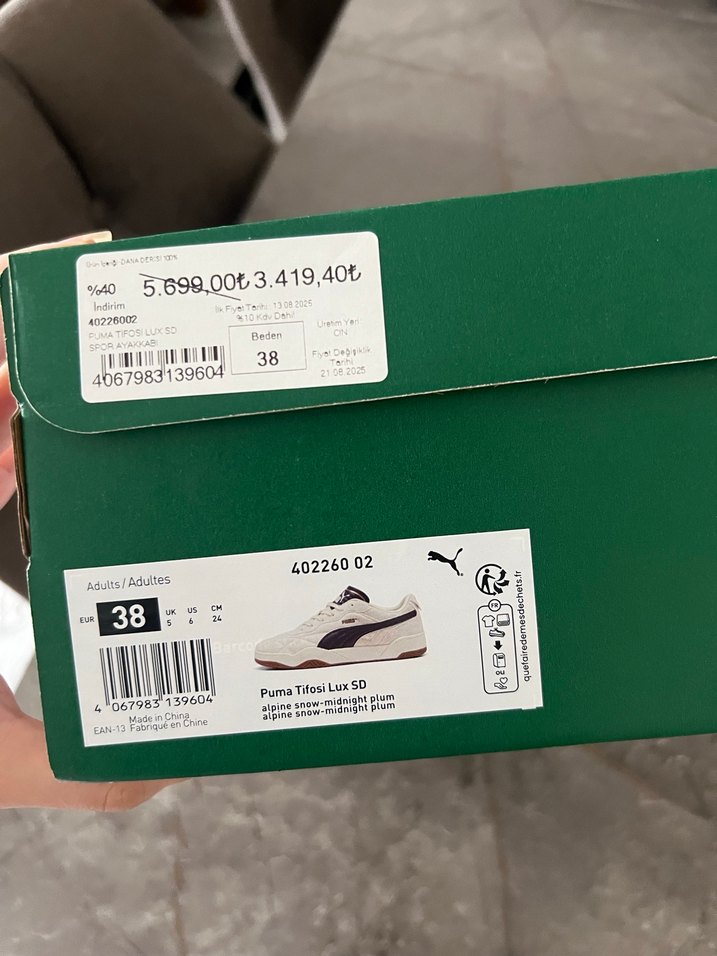 Ürün İçeriği: DANA DERİSİ 100%
%40
İndirim
5.699,00₺ 3.419,40₺
İlk Fiyat Tarihi: 13.08.2025
%10 Kdv Dahil
40226002
PUMA TIFOSI LUX SD
SPOR AYAKKABI
4067983139604
Beden
38
Üretim Yeri:
CIN
Fiyat Değişiklik
Tarihi
21.08.2025
Adults/Adultes
402260 02
EUR 38
UK
5
US
6
CM
24
4 067983 139604
Made in China
EAN-13 Fabriqué en Chine
Puma Tifosi Lux SD
alpine snow-midnight plum
alpine snow-midnight plum
FR
OU
quefairedemesdechets.fr